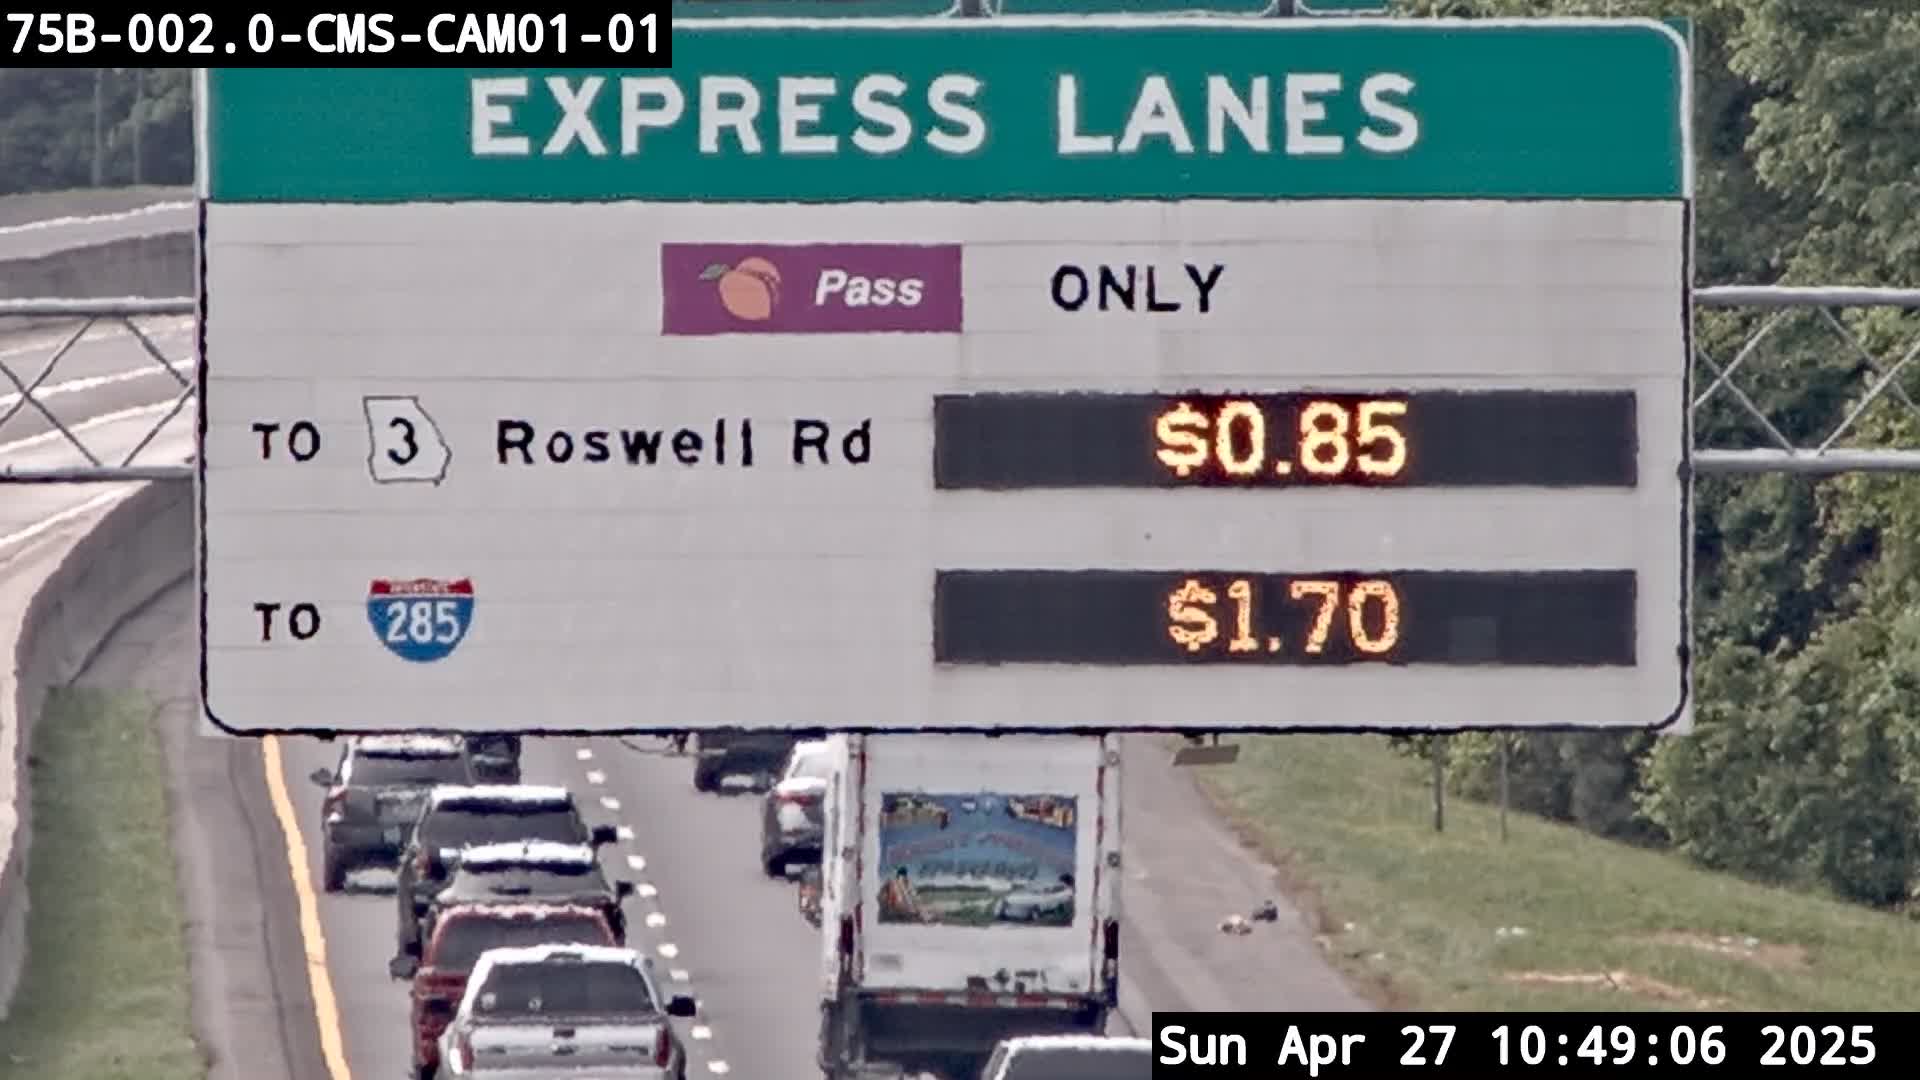 75B-002.0-CMS-CAM01-01
EXPRESS LANES
Pass ONLY
TO 3 Roswell Rd $0.85
TO INTERSTATE 285 $1.70
Sun Apr 27 10:49:06 2025